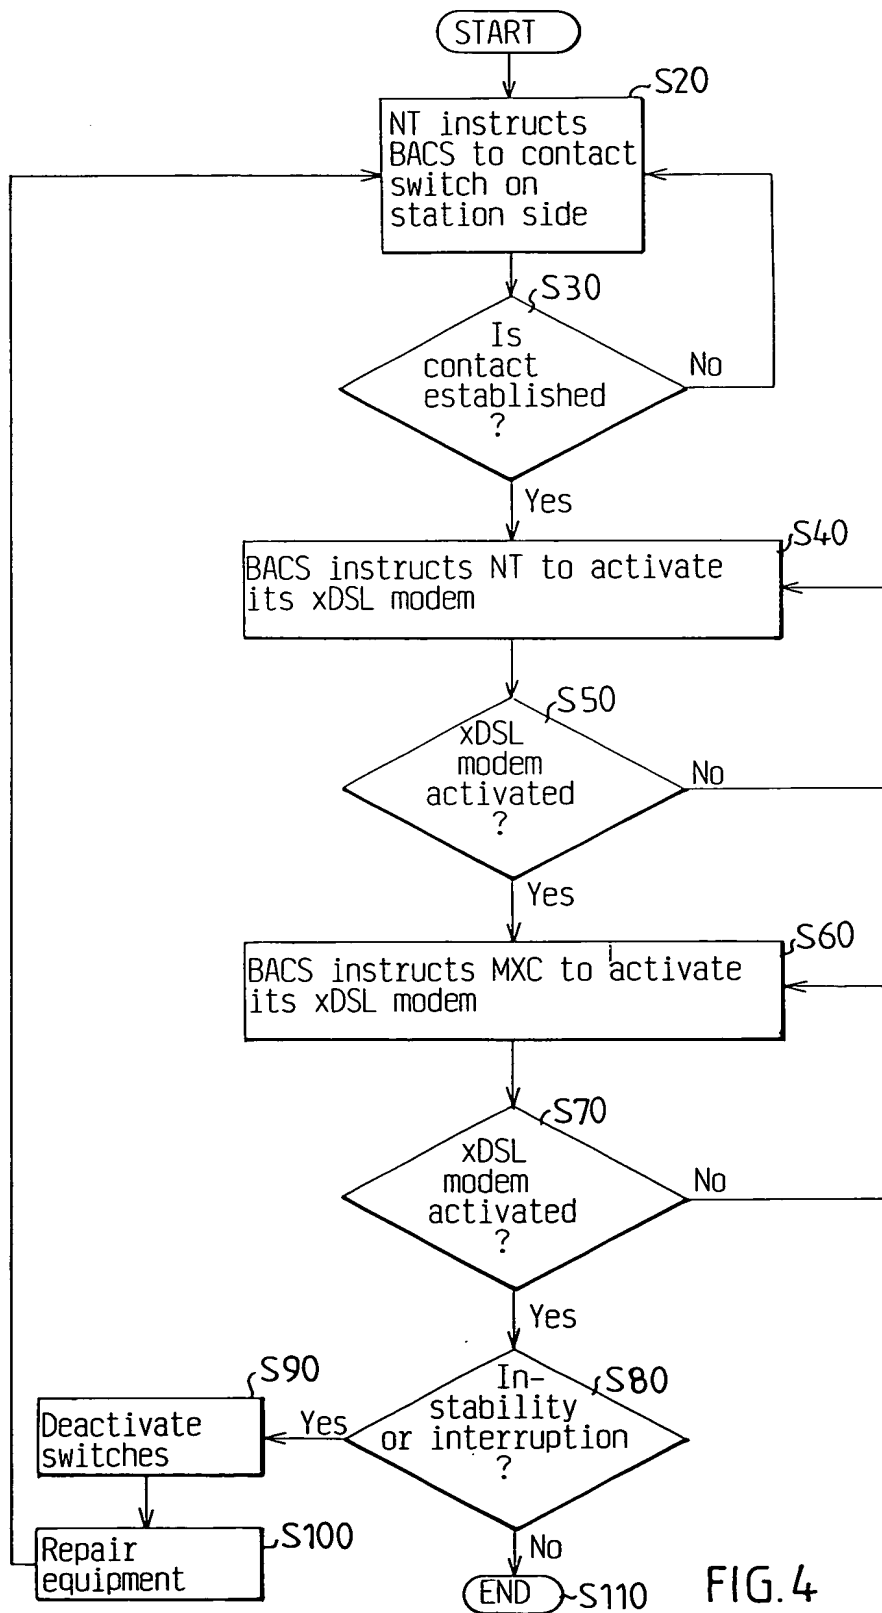 START
S20
NT instructs
BACS to contact
switch on
station side
S30
Is
contact
established
?
No
Yes
S40
BACS instructs NT to activate
its xDSL modem
S50
xDSL
modem
activated
?
No
Yes
S60
BACS instructs MXC to activate
its xDSL modem
S70
xDSL
modem
activated
?
No
Yes
S80
In-
stability
or interruption
?
Yes
S90
Deactivate
switches
S100
Repair
equipment
No
END
S110
FIG.4